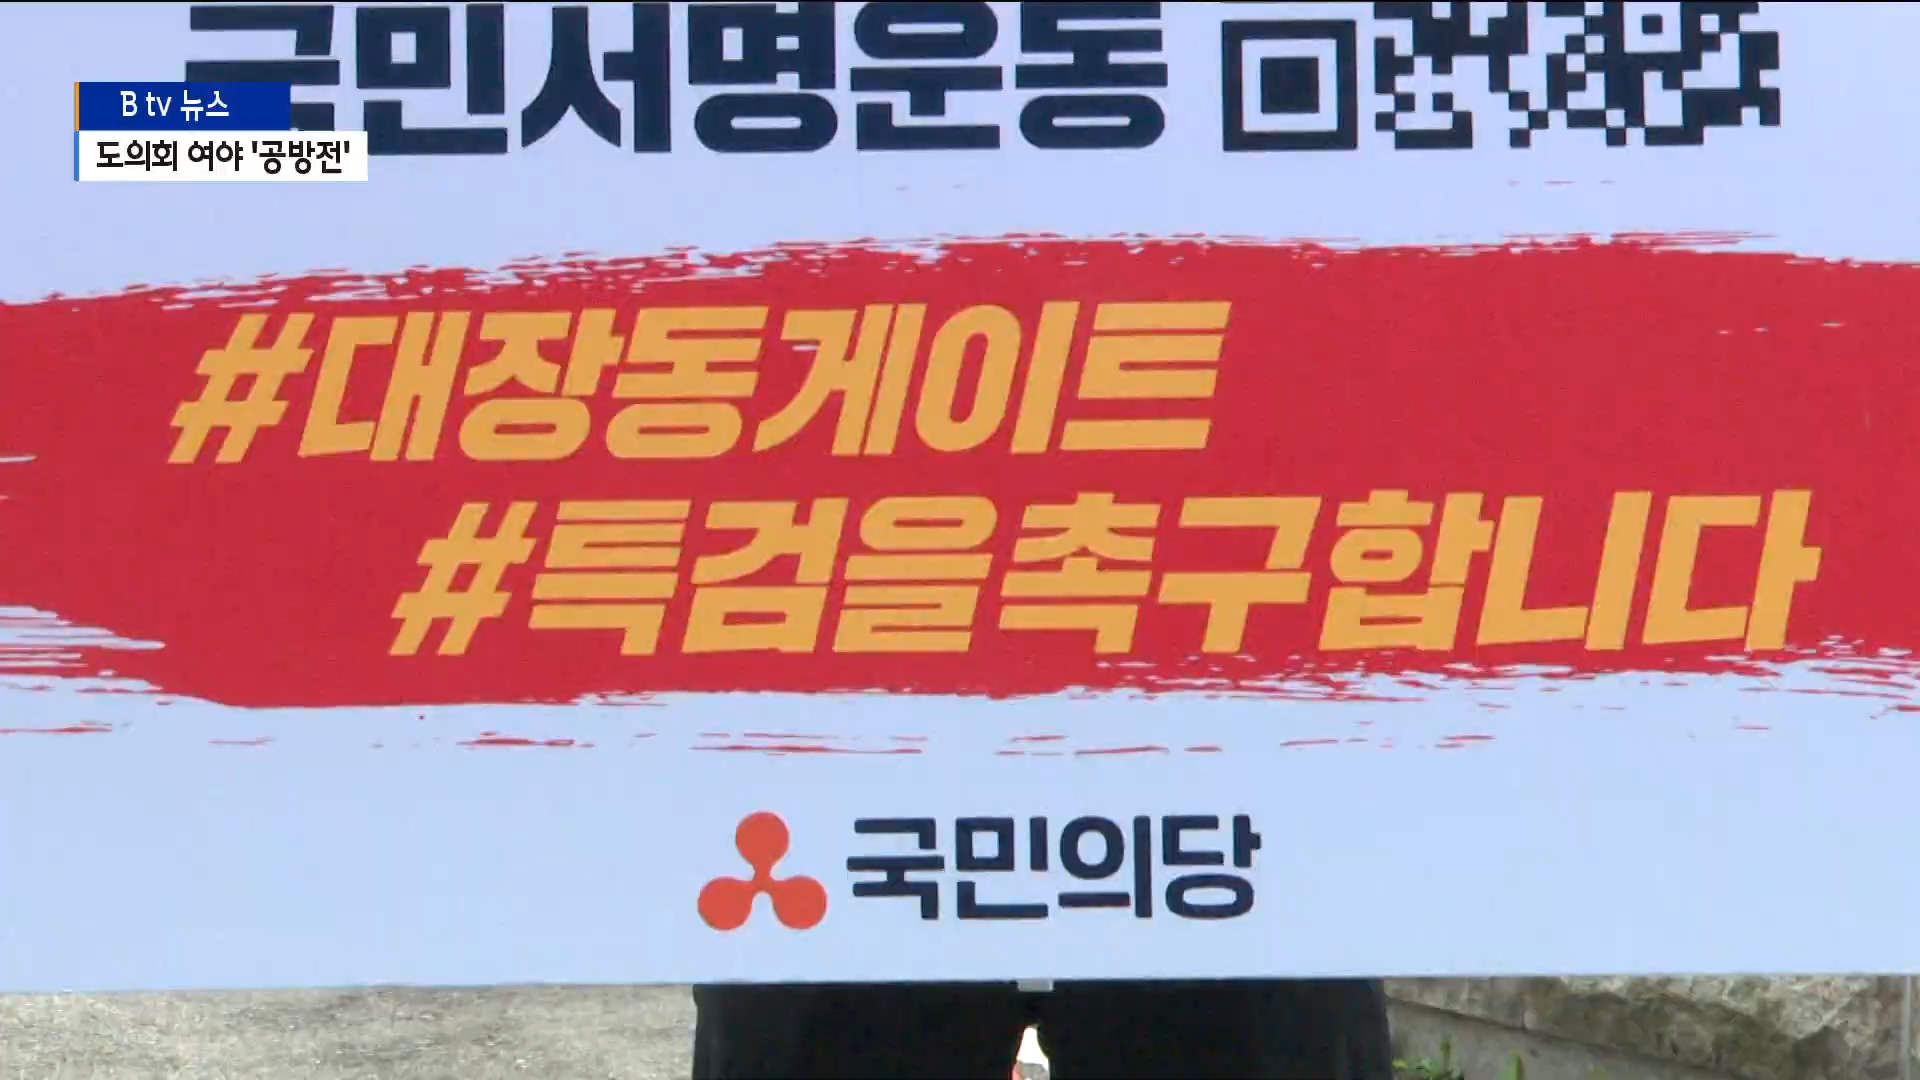 국민서명운동
B tv 뉴스
도의회 여야 '공방전'
#대장동게이트
#특검을촉구합니다
국민의당